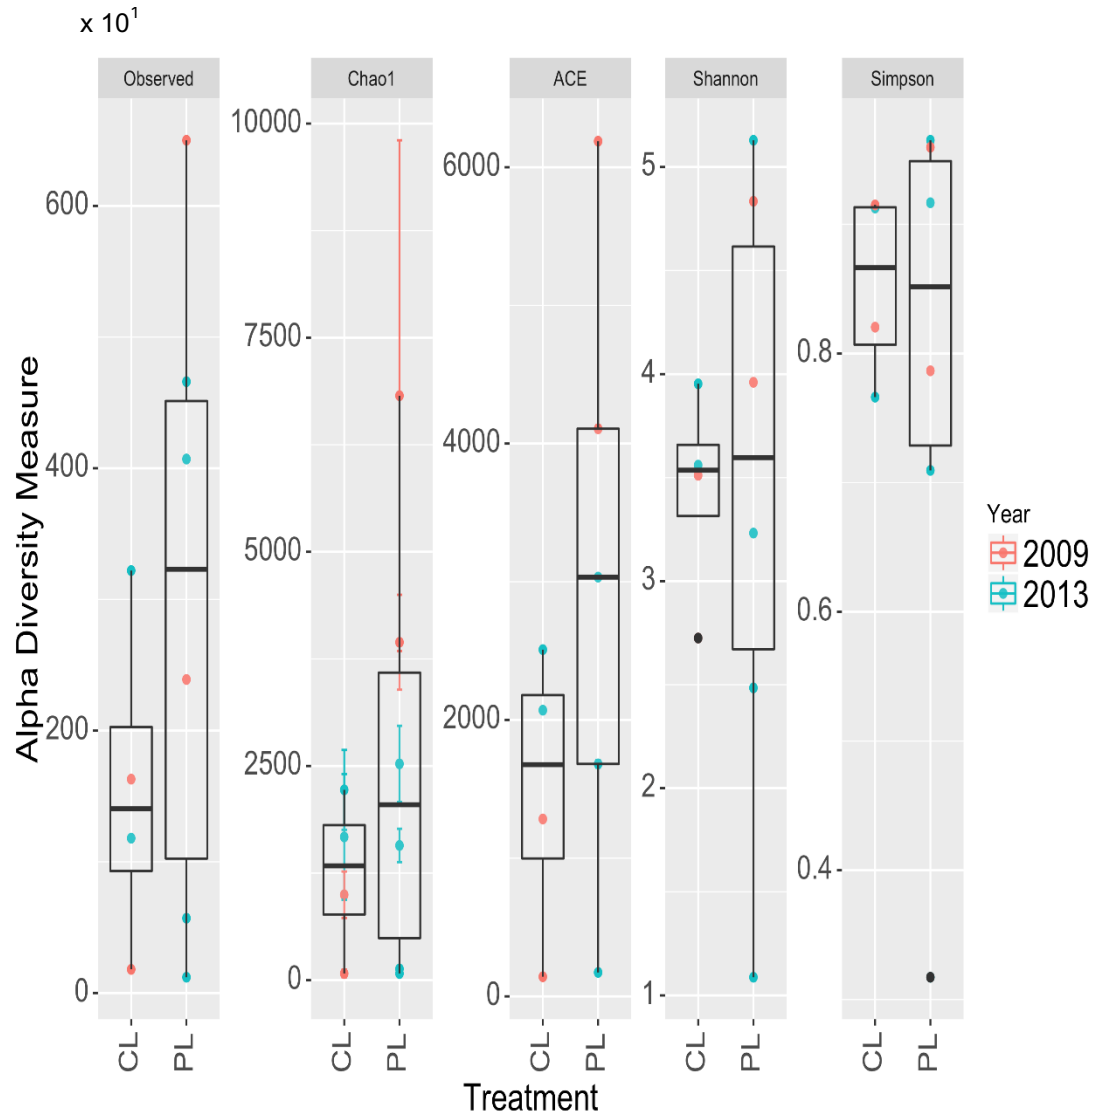 x 10¹
Observed
Chao1
ACE
Shannon
Simpson
Alpha Diversity Measure
600
400
200
0
10000
7500
5000
2500
0
6000
4000
2000
0
5
4
3
2
1
0.8
0.6
0.4
CL PL
CL PL
CL PL
CL PL
CL PL
Treatment
Year
2009
2013